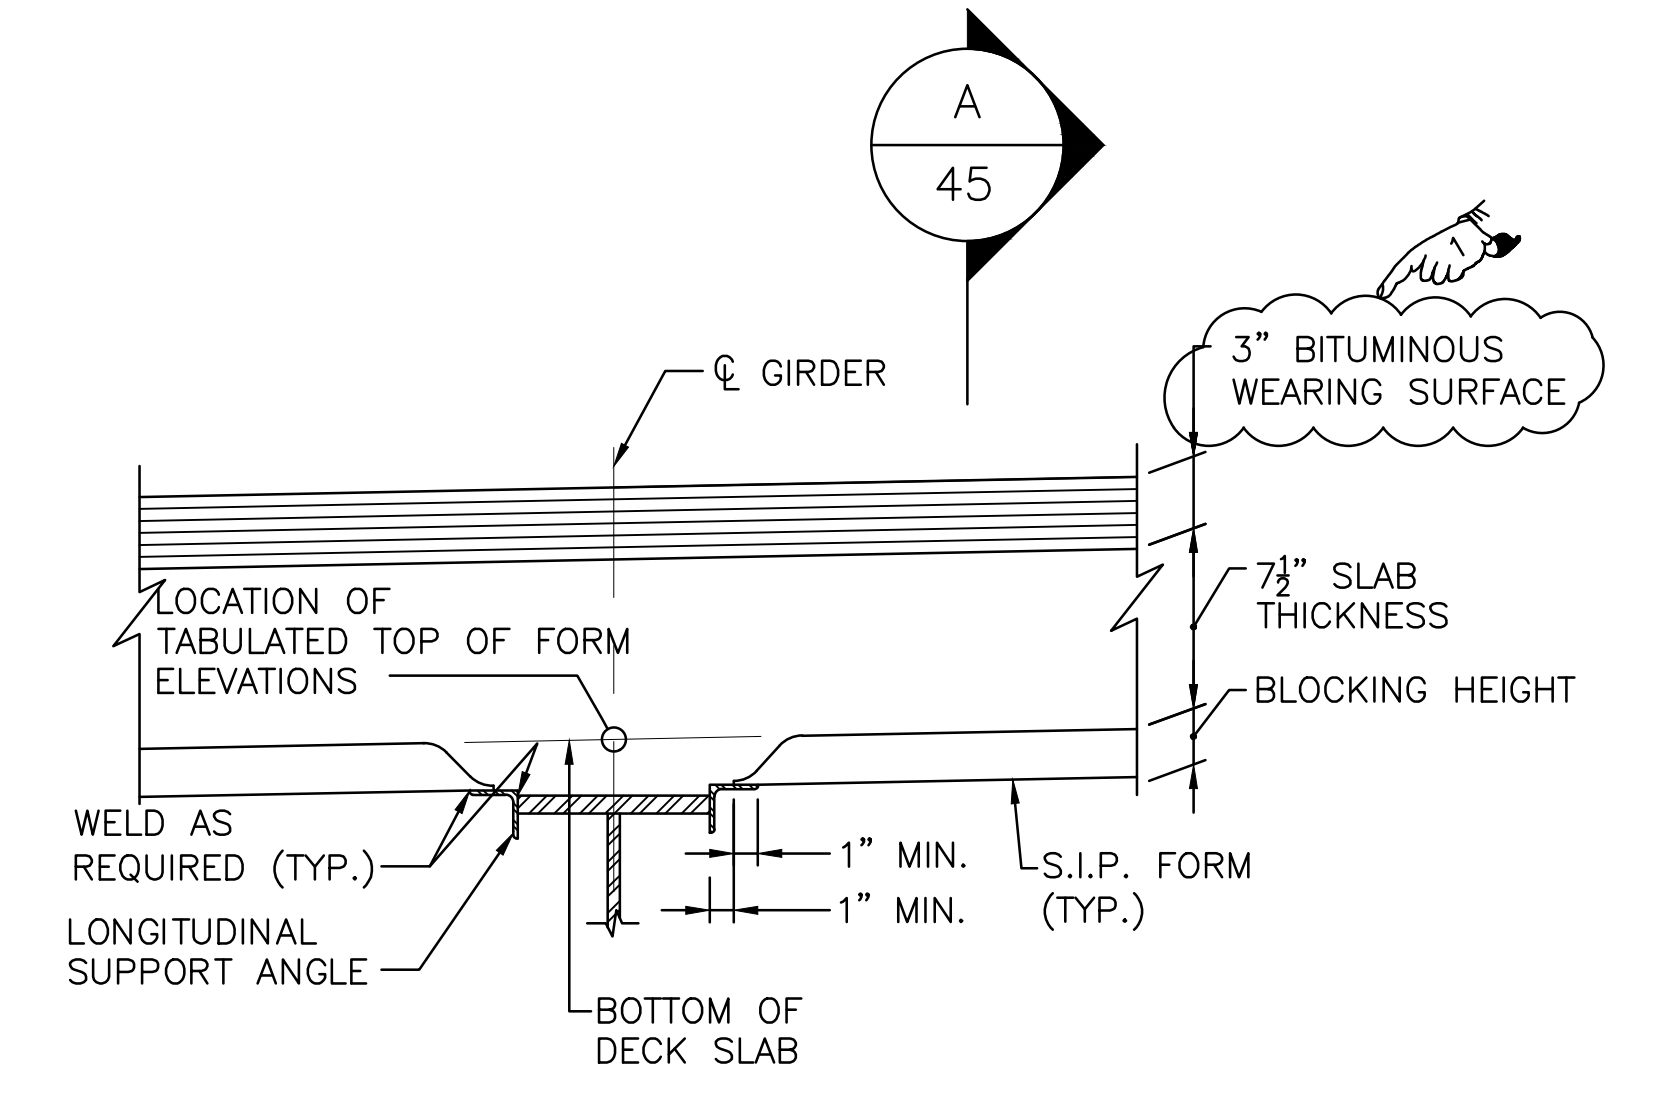 A
45
1
3” BITUMINOUS
WEARING SURFACE
℄ GIRDER
7½” SLAB
THICKNESS
LOCATION OF
TABULATED TOP OF FORM
ELEVATIONS
BLOCKING HEIGHT
WELD AS
REQUIRED (TYP.)
1” MIN.
S.I.P. FORM
(TYP.)
1” MIN.
LONGITUDINAL
SUPPORT ANGLE
BOTTOM OF
DECK SLAB